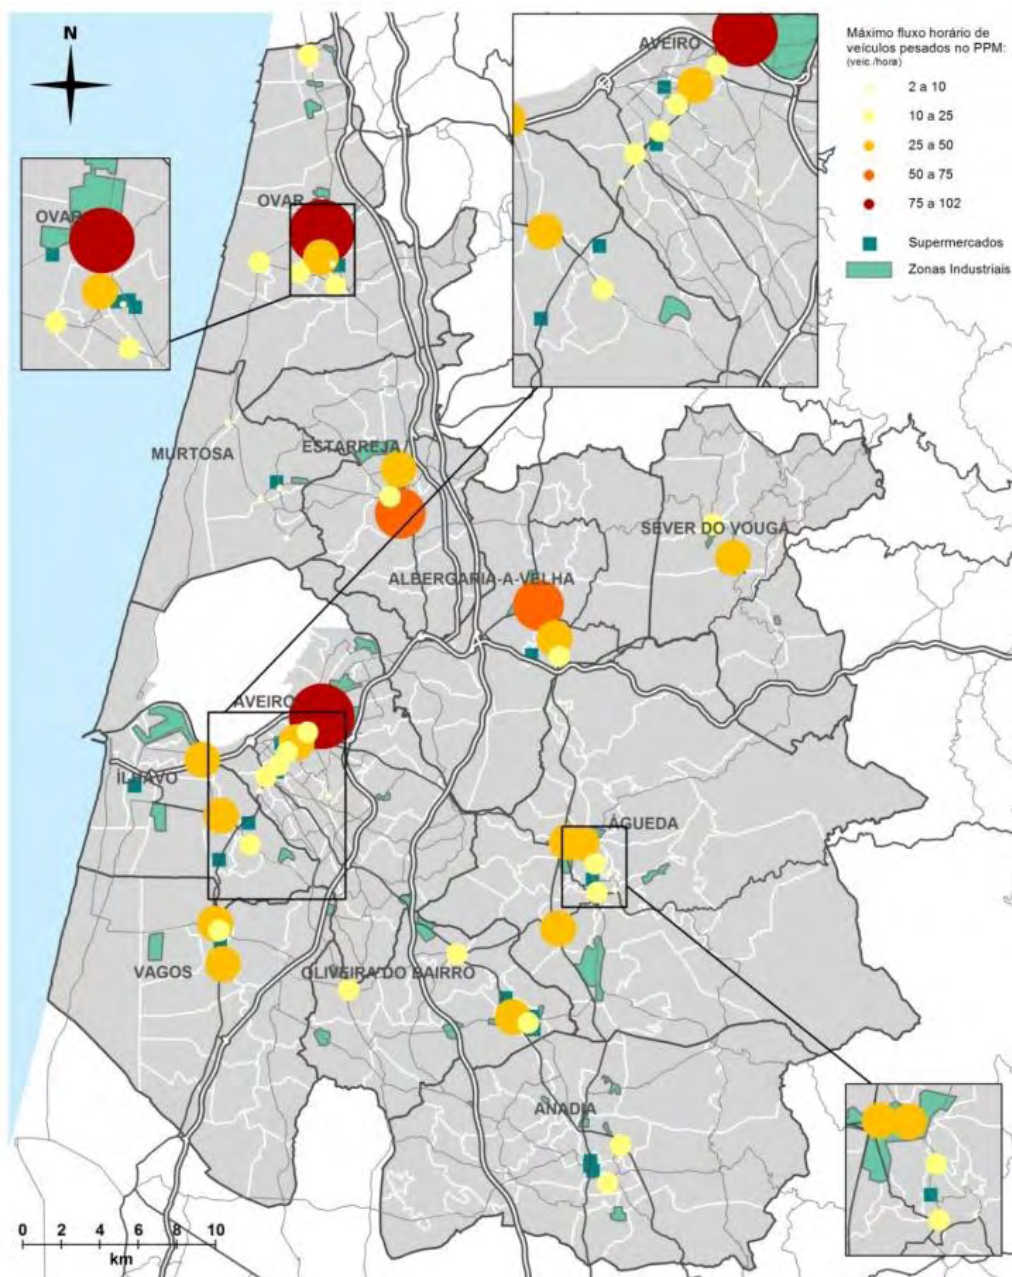 N
Máximo fluxo horário de
veículos pesados no PPM:
(veic./hora)
2 a 10
10 a 25
25 a 50
50 a 75
75 a 102
Supermercados
Zonas Industriais
AVEIRO
OVAR
OVAR
MURTOSA
ESTARREJA
SEVER DO VOUGA
ALBERGARIA-A-VELHA
AVEIRO
ÍLHAVO
ÁGUEDA
VAGOS
OLIVEIRA DO BAIRRO
ANADIA
0 2 4 6 8 10
km